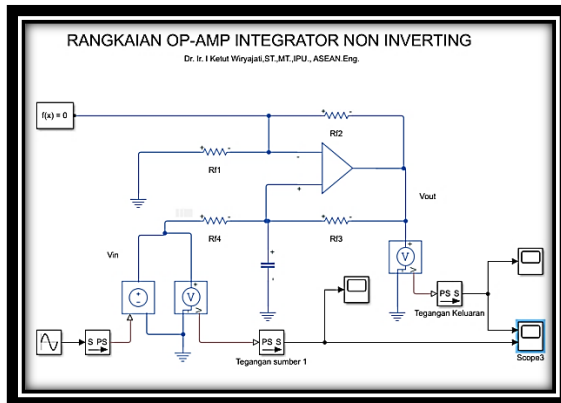 RANGKAIAN OP-AMP INTEGRATOR NON INVERTING
Dr. Ir. I Ketut Wiryajati,ST.,MT.,IPU., ASEAN.Eng.
f(x) = 0
+ -
Rf2
+ -
Rf1
-
+
Vout
+ -
Rf4
+ -
Rf3
Vin
+
-
V
V
PS S
Tegangan Keluaran
S PS
PS S
Tegangan sumber 1
Scope3